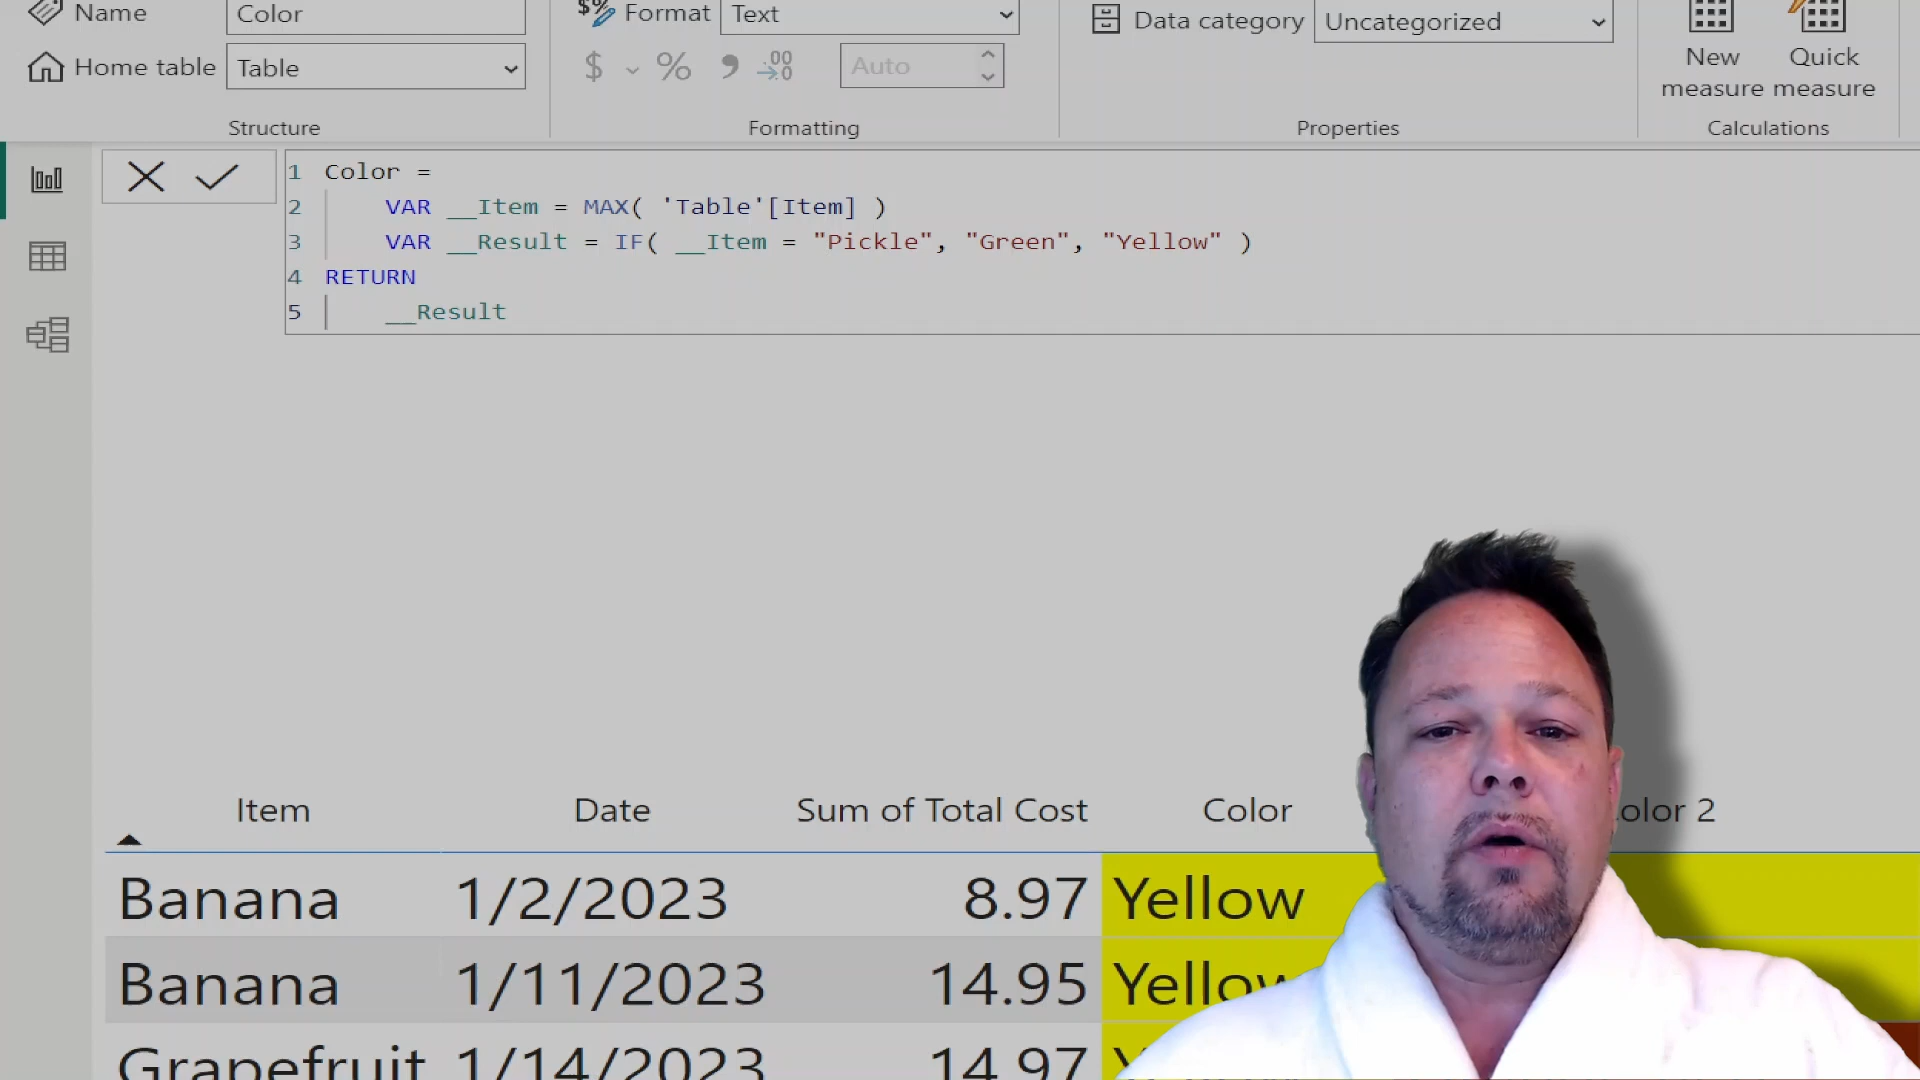 Name Color Format Text Data category Uncategorized
Home table Table $ % Auto
New measure
Quick measure
Structure Formatting Properties Calculations
1 Color =
2 VAR __Item = MAX( 'Table'[Item] )
3 VAR __Result = IF( __Item = "Pickle", "Green", "Yellow" )
4 RETURN
5 __Result
Item Date Sum of Total Cost Color olor 2
Banana 1/2/2023 8.97 Yellow
Banana 1/11/2023 14.95 Yellow
Grapefruit 1/14/2023 14.97